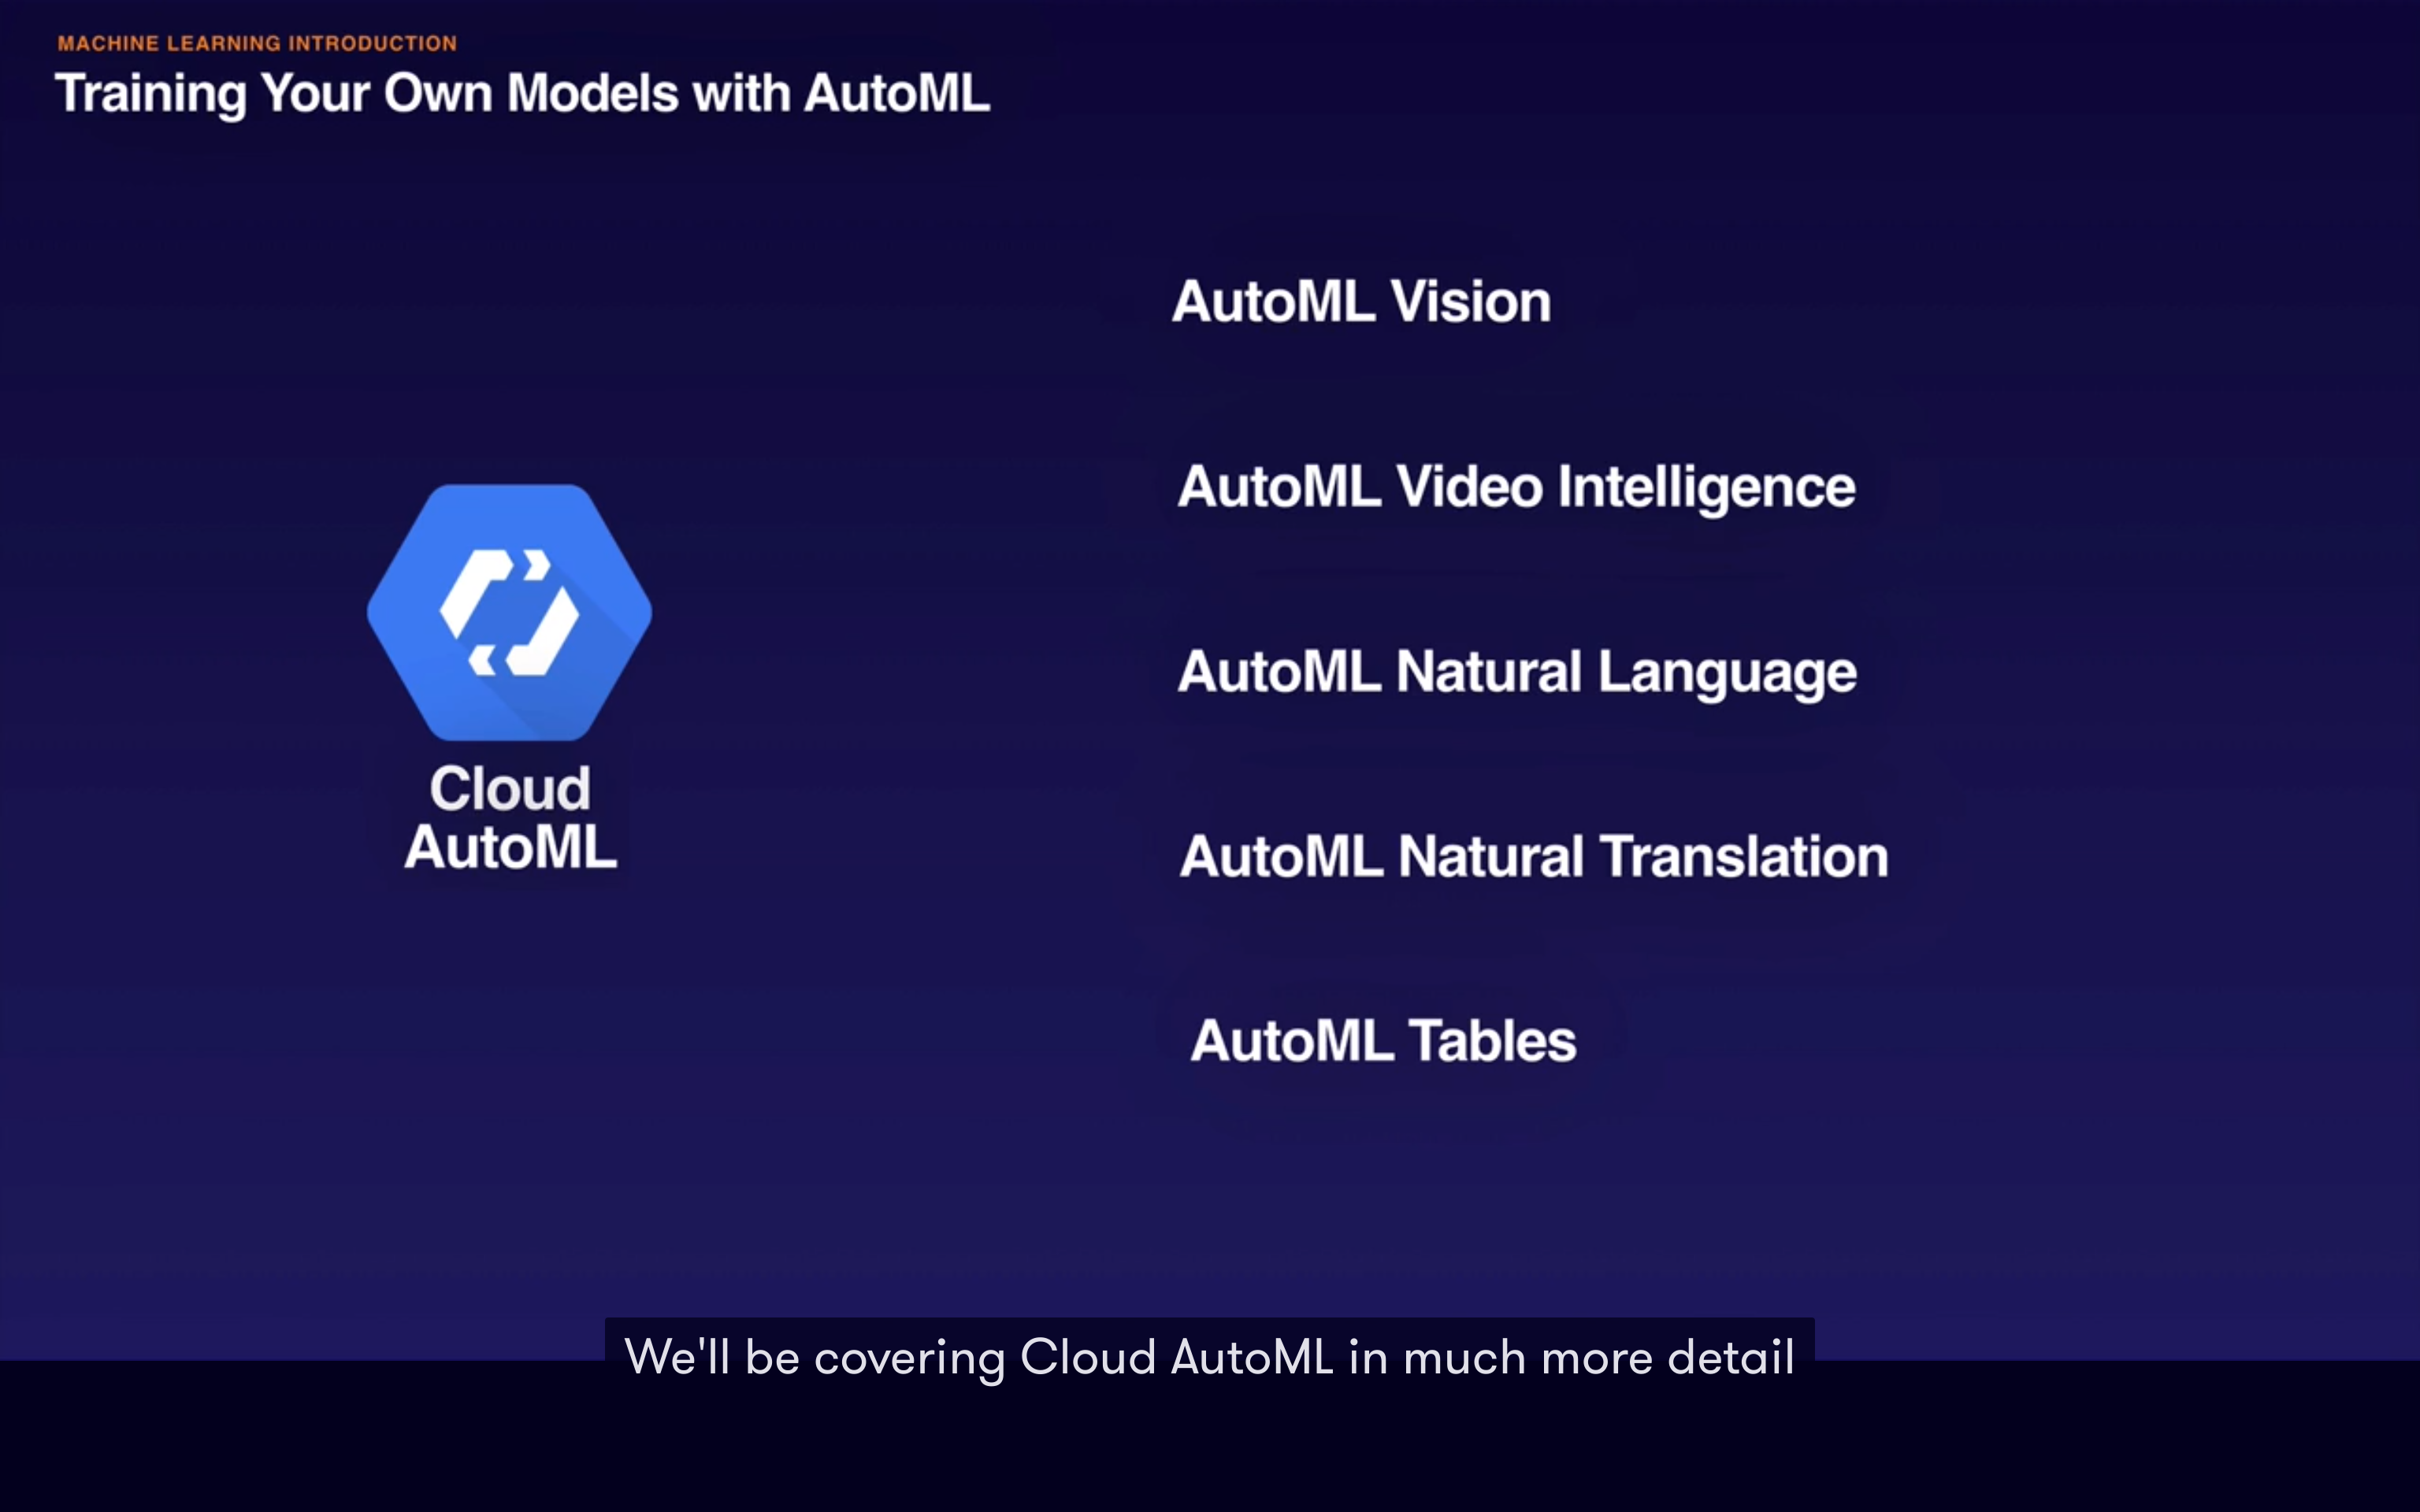 MACHINE LEARNING INTRODUCTION
Training Your Own Models with AutoML
AutoML Vision
AutoML Video Intelligence
AutoML Natural Language
AutoML Natural Translation
AutoML Tables
Cloud
AutoML
We'll be covering Cloud AutoML in much more detail